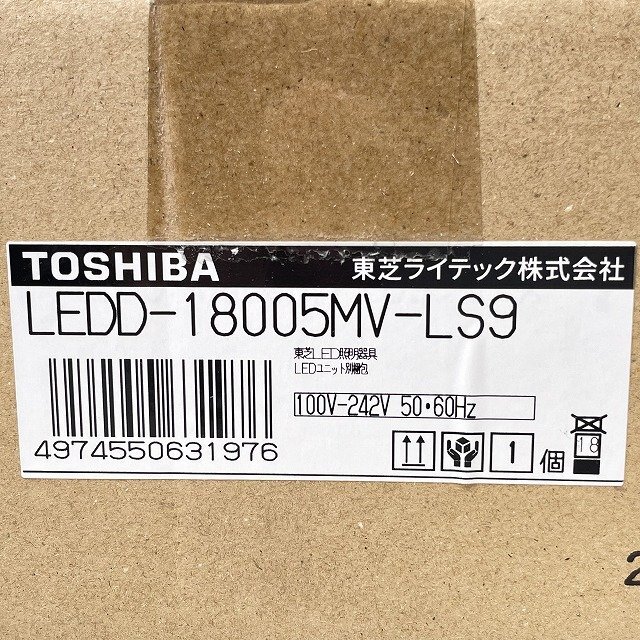 TOSHIBA 東芝ライテック株式会社
LEDD-18005MV-LS9
東芝LED照明器具
LEDユニット別梱包
100V-242V 50・60Hz
4974550631976
1 個
18
2